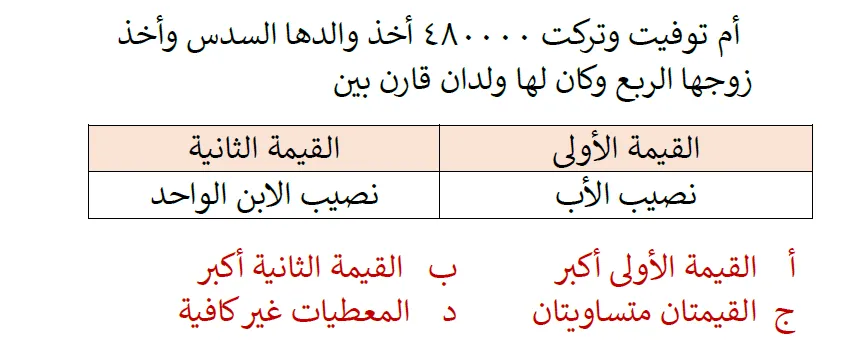 أم توفيت وتركت ٤٨٠٠٠٠ أخذ والدها السدس وأخذ
زوجها الربع وكان لها ولدان قارن بين
القيمة الأولى القيمة الثانية
نصيب الأب نصيب الابن الواحد
أ القيمة الأولى أكبر ب القيمة الثانية أكبر
ج القيمتان متساويتان د المعطيات غير كافية